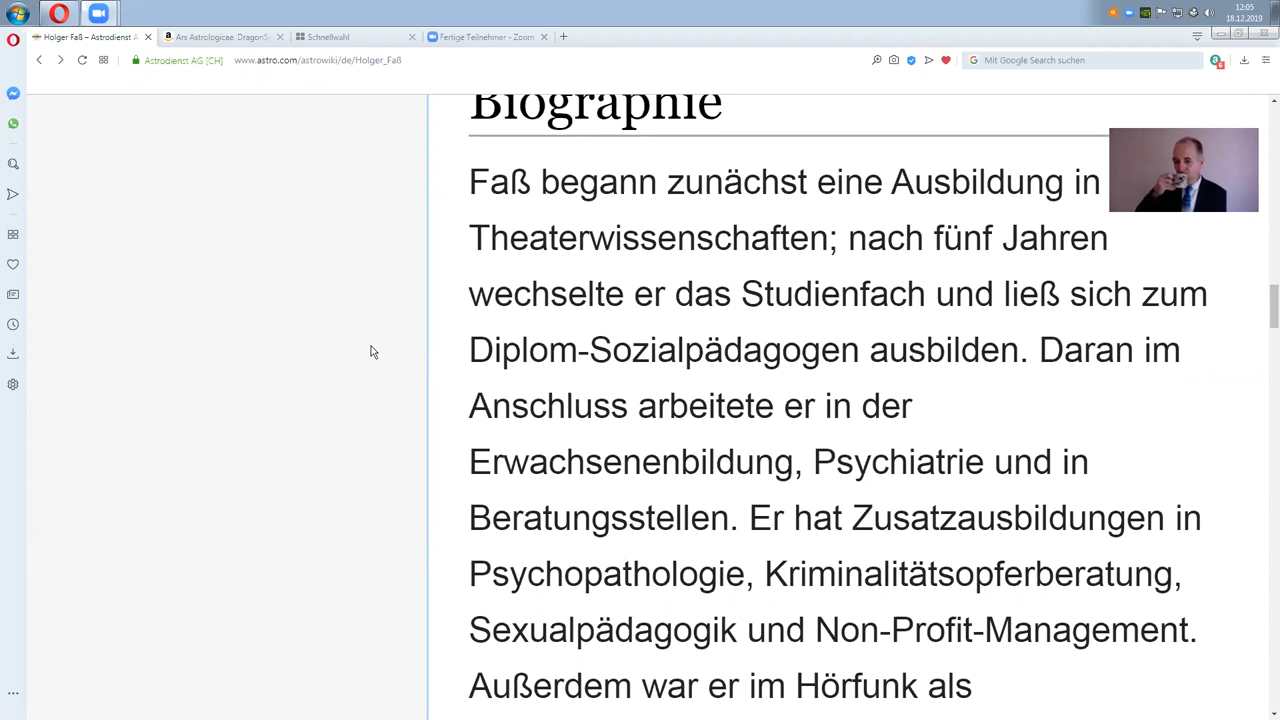 12:05
18.12.2019
Holger Faß – Astrodienst A
Ars Astrologicae. DragonSp
Schnellwahl
Fertige Teilnehmer - Zoom
Astrodienst AG [CH]
www.astro.com/astrowiki/de/Holger_Faß
Mit Google Search suchen
Biographie
Faß begann zunächst eine Ausbildung in
Theaterwissenschaften; nach fünf Jahren
wechselte er das Studienfach und ließ sich zum
Diplom-Sozialpädagogen ausbilden. Daran im
Anschluss arbeitete er in der
Erwachsenenbildung, Psychiatrie und in
Beratungsstellen. Er hat Zusatzausbildungen in
Psychopathologie, Kriminalitätsopferberatung,
Sexualpädagogik und Non-Profit-Management.
Außerdem war er im Hörfunk als